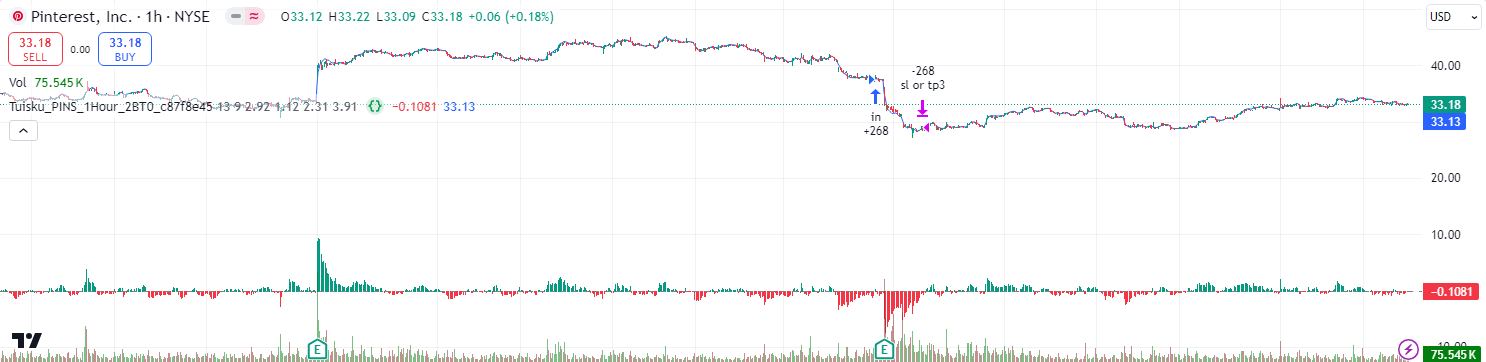 Pinterest, Inc. · 1h · NYSE O33.12 H33.22 L33.09 C33.18 +0.06 (+0.18%)
USD
33.18 SELL
0.00
33.18 BUY
Vol 75.545 K
Tuisku_PINS_1Hour_2BT0_c87f8e45 13 9 2.92 1.12 2.31 3.91 −0.1081 33.13
-268
sl or tp3
in
+268
40.00
33.18
33.13
20.00
10.00
−0.1081
75.545 K
E
E